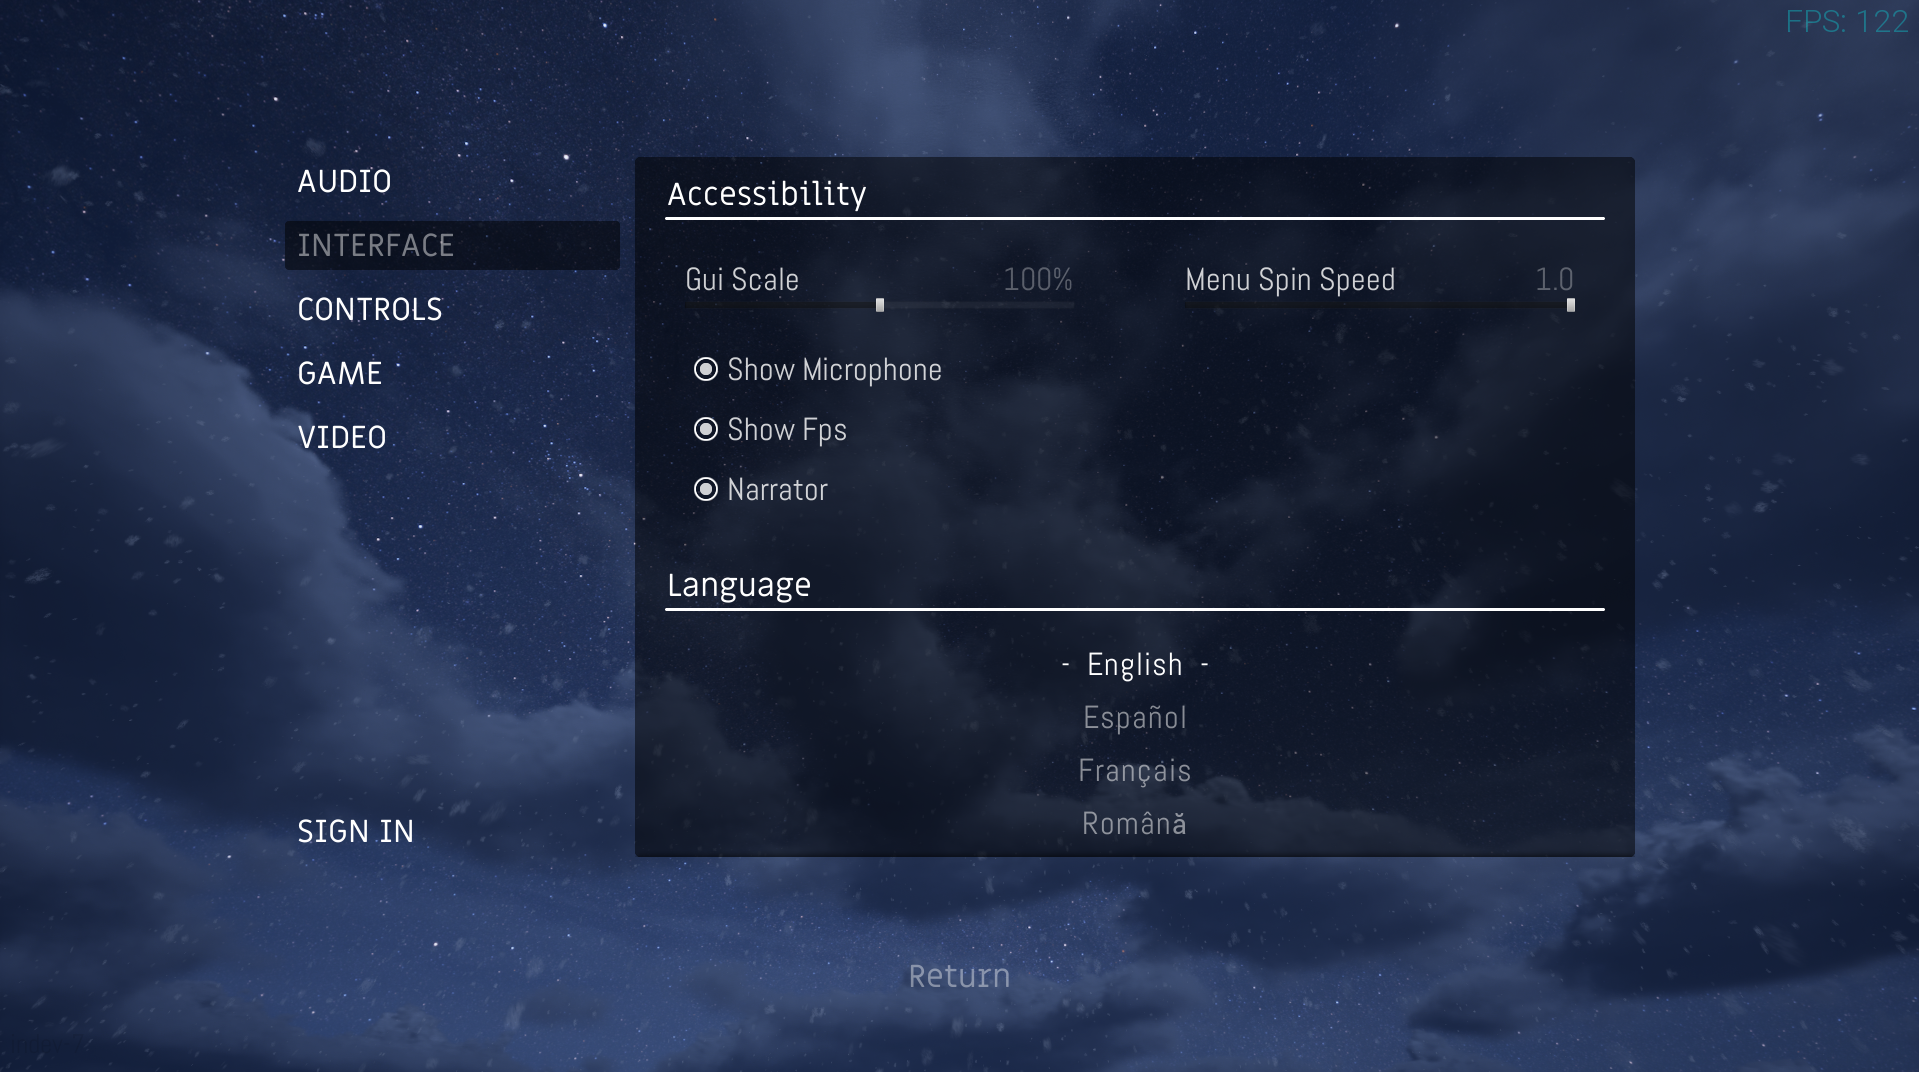 FPS: 122
AUDIO
INTERFACE
CONTROLS
GAME
VIDEO
SIGN IN
Accessibility
Gui Scale 100%
Menu Spin Speed 1.0
Show Microphone
Show Fps
Narrator
Language
- English -
Español
Français
Română
Return